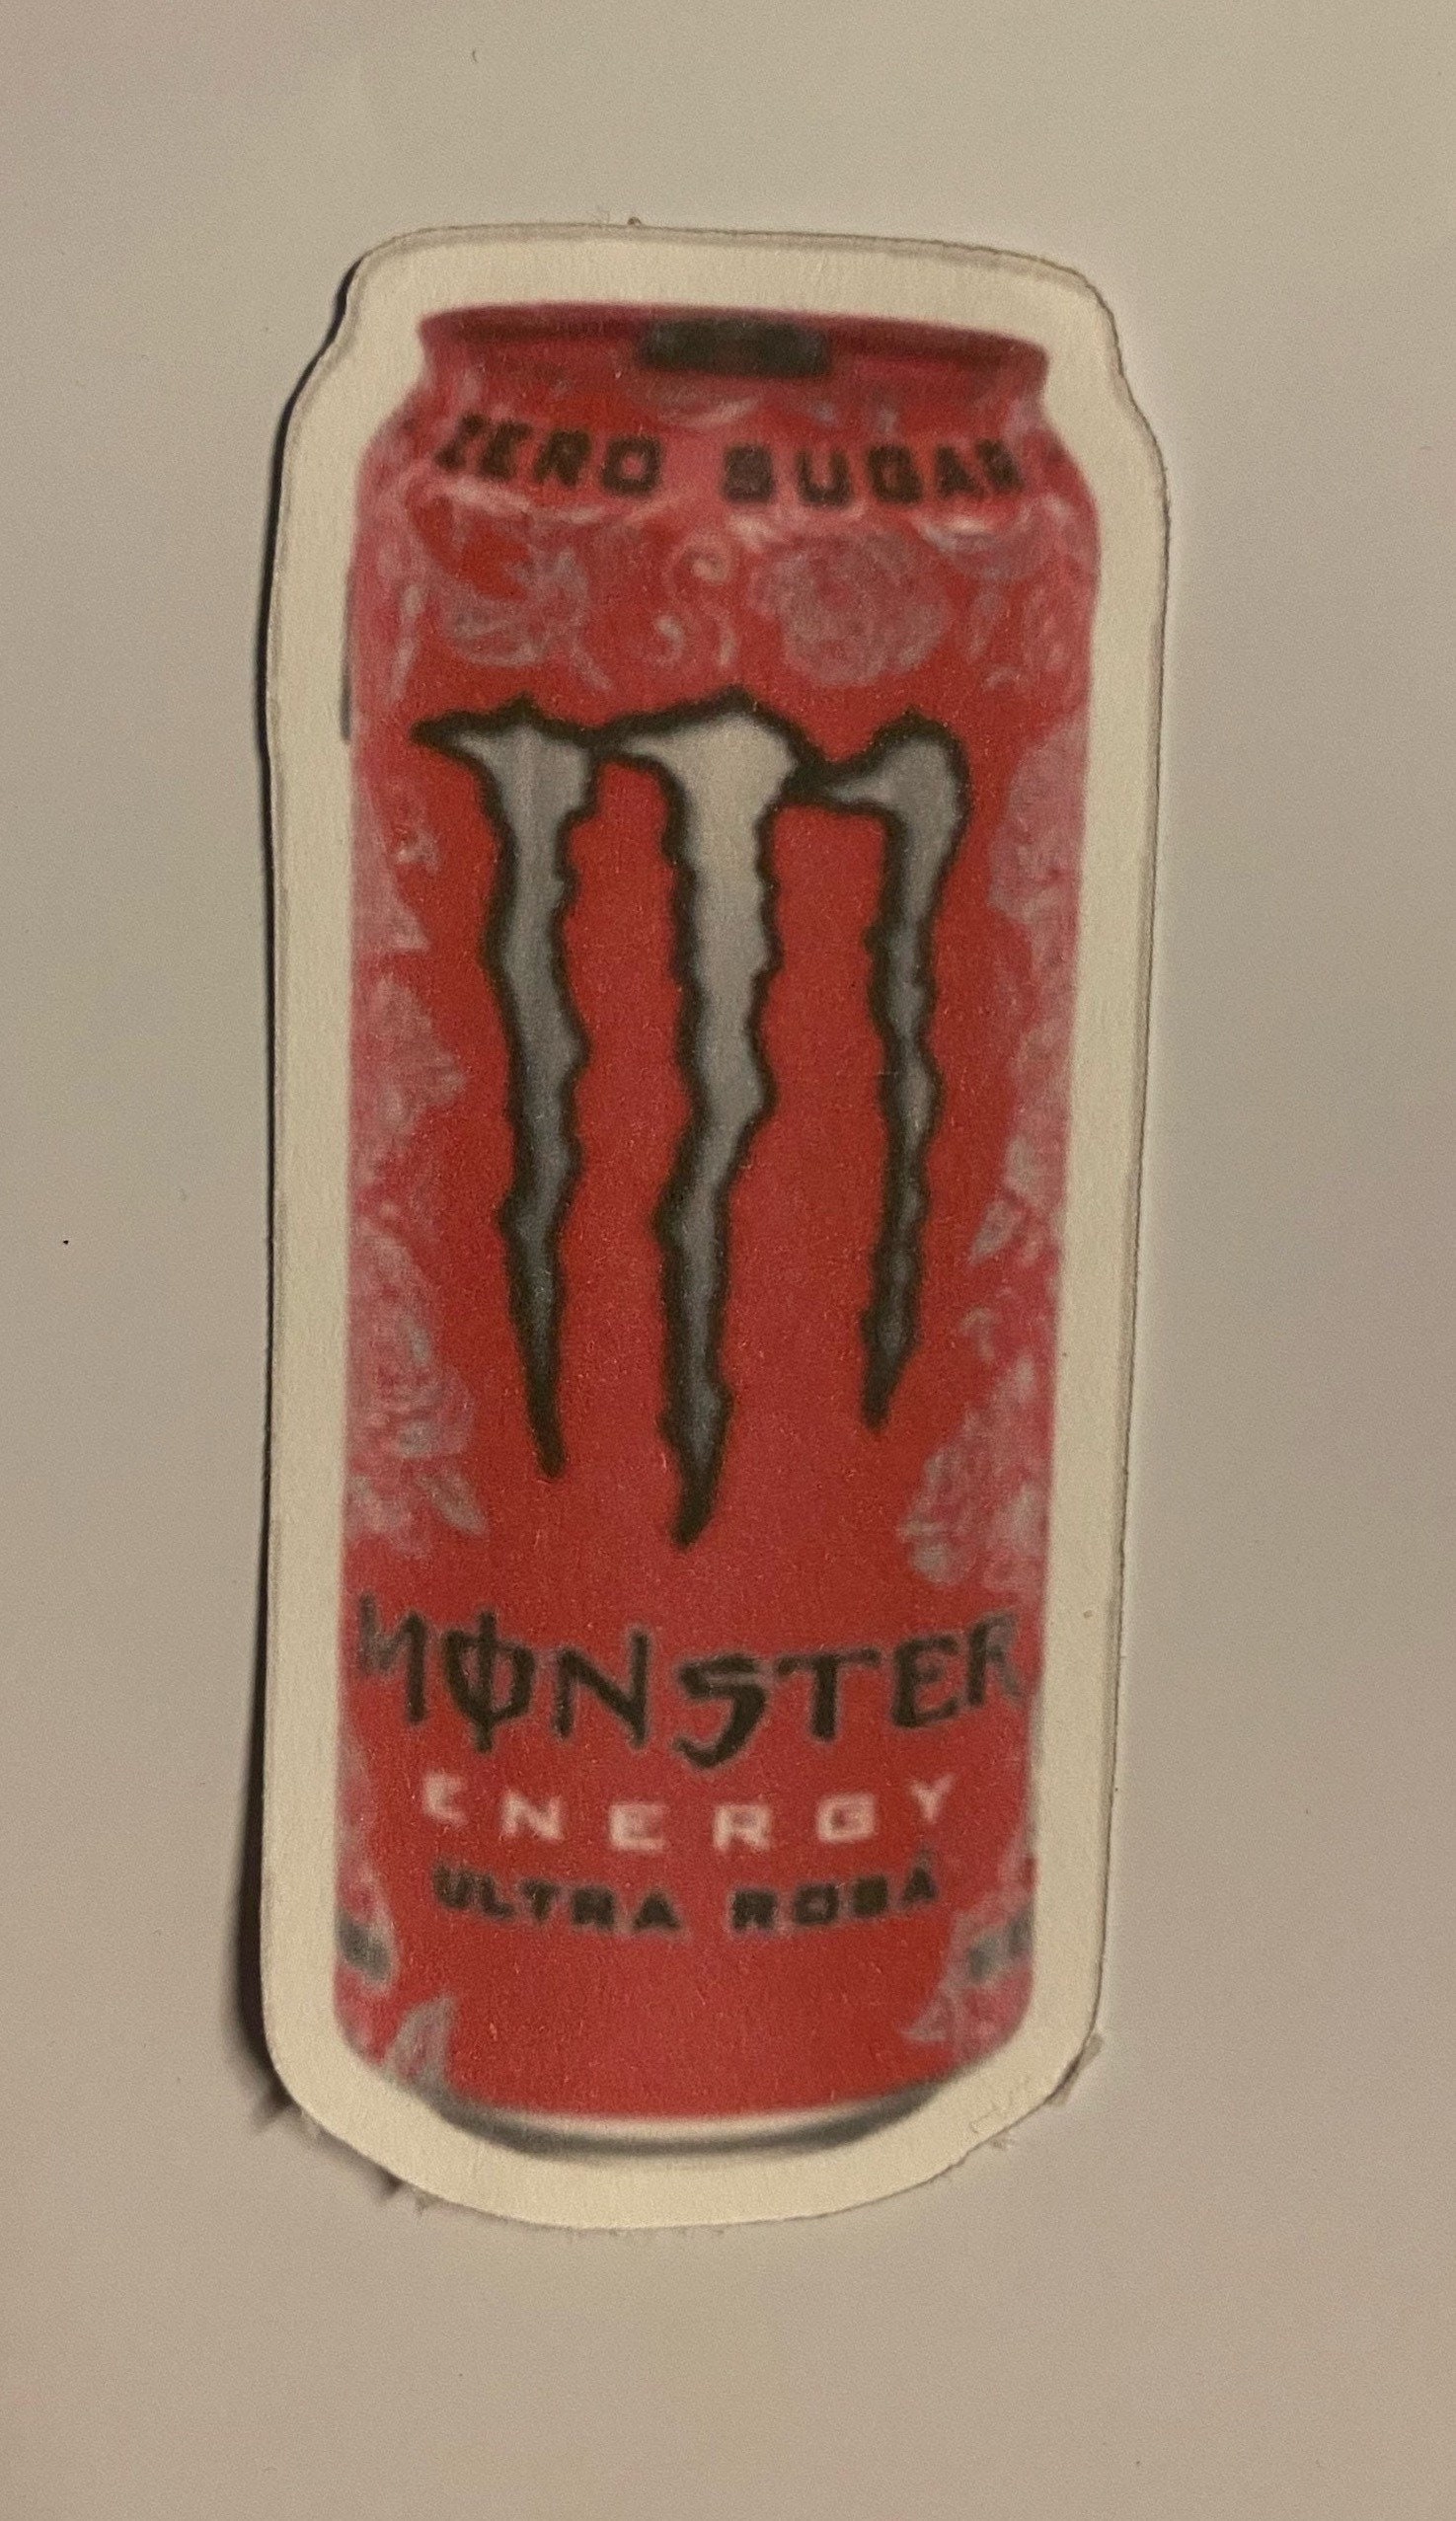 ZERO SUGAR
MONSTER
ENERGY
ULTRA ROSÁ